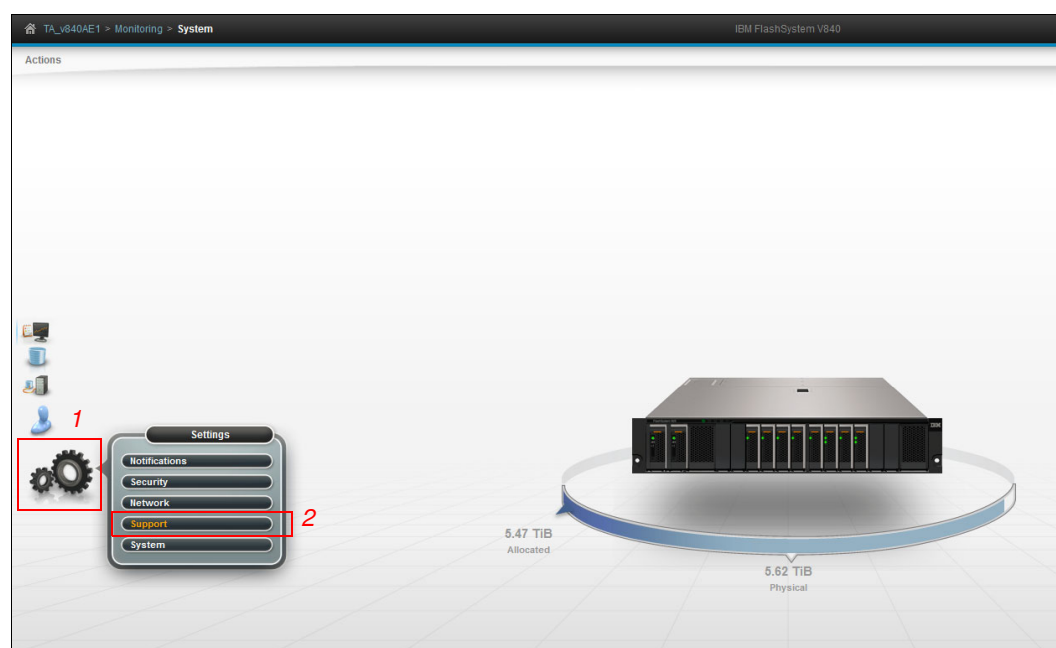 TA_v840AE1 > Monitoring > System
IBM FlashSystem V840
Actions
1
Settings
Notifications
Security
Network
Support
2
System
5.47 TiB
Allocated
5.62 TiB
Physical
IBM